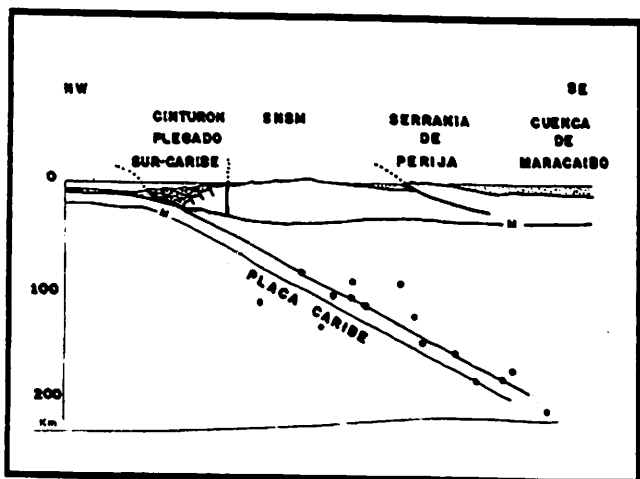 NW
SE
CINTURON
PLEGADO
SUR-CARIBE
SNSM
SERRANIA
DE
PERIJA
CUENCA
DE
MARACAIBO
0
M
M
PLACA CARIBE
100
200
Km